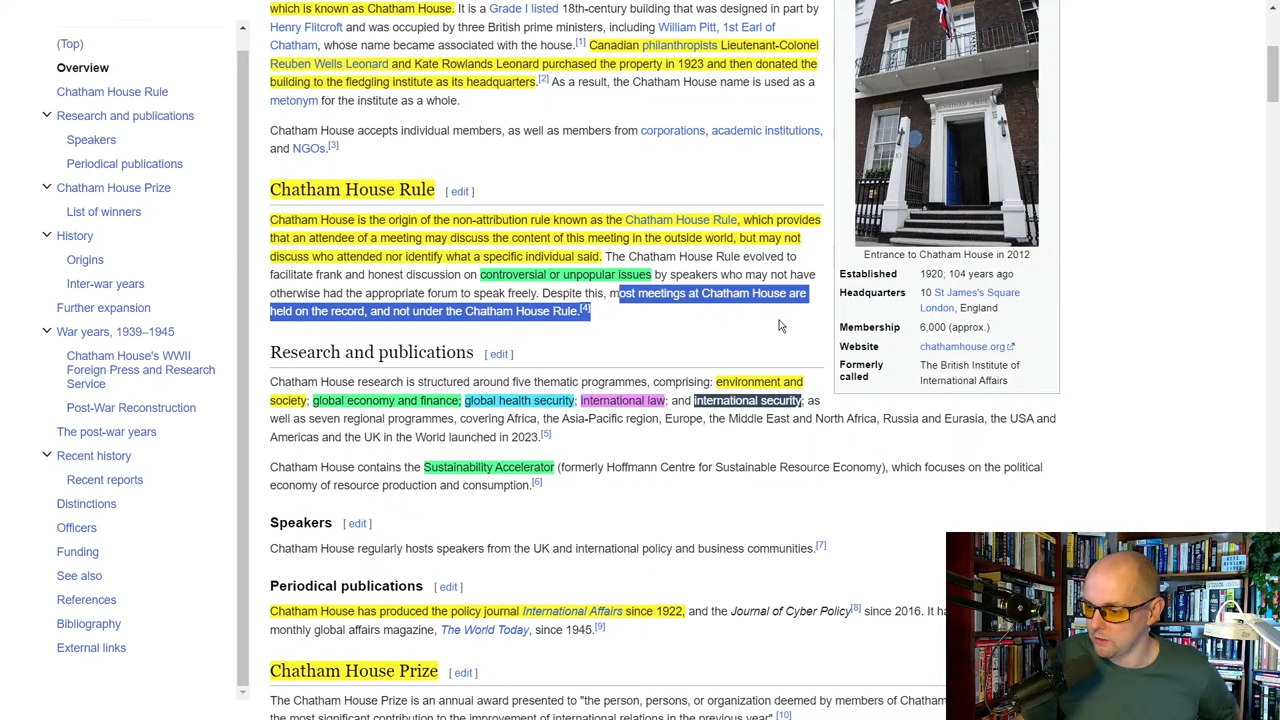 (Top)
Overview
Chatham House Rule
Research and publications
Speakers
Periodical publications
Chatham House Prize
List of winners
History
Origins
Inter-war years
Further expansion
War years, 1939–1945
Chatham House's WWII
Foreign Press and Research
Service
Post-War Reconstruction
The post-war years
Recent history
Recent reports
Distinctions
Officers
Funding
See also
References
Bibliography
External links
which is known as Chatham House. It is a Grade I listed 18th-century building that was designed in part by
Henry Flitcroft and was occupied by three British prime ministers, including William Pitt, 1st Earl of
Chatham, whose name became associated with the house.[1] Canadian philanthropists Lieutenant-Colonel
Reuben Wells Leonard and Kate Rowlands Leonard purchased the property in 1923 and then donated the
building to the fledgling institute as its headquarters.[2] As a result, the Chatham House name is used as a
metonym for the institute as a whole.
Chatham House accepts individual members, as well as members from corporations, academic institutions,
and NGOs.[3]
Chatham House Rule [ edit ]
Chatham House is the origin of the non-attribution rule known as the Chatham House Rule, which provides
that an attendee of a meeting may discuss the content of this meeting in the outside world, but may not
discuss who attended nor identify what a specific individual said. The Chatham House Rule evolved to
facilitate frank and honest discussion on controversial or unpopular issues by speakers who may not have
otherwise had the appropriate forum to speak freely. Despite this, most meetings at Chatham House are
held on the record, and not under the Chatham House Rule.[4]
Research and publications [ edit ]
Chatham House research is structured around five thematic programmes, comprising: environment and
society; global economy and finance; global health security; international law; and international security; as
well as seven regional programmes, covering Africa, the Asia-Pacific region, Europe, the Middle East and North Africa, Russia and Eurasia, the USA and
Americas and the UK in the World launched in 2023.[5]
Chatham House contains the Sustainability Accelerator (formerly Hoffmann Centre for Sustainable Resource Economy), which focuses on the political
economy of resource production and consumption.[6]
Speakers [ edit ]
Chatham House regularly hosts speakers from the UK and international policy and business communities.[7]
Periodical publications [ edit ]
Chatham House has produced the policy journal International Affairs since 1922, and the Journal of Cyber Policy[8] since 2016. It
monthly global affairs magazine, The World Today, since 1945.[9]
Chatham House Prize [ edit ]
The Chatham House Prize is an annual award presented to "the person, persons, or organization deemed by members of Chatham
the most significant contribution to the improvement of international relations in the previous year".[10]
CHATHAM HOUSE
Entrance to Chatham House in 2012
Established 1920; 104 years ago
Headquarters 10 St James's Square
London, England
Membership 6,000 (approx.)
Website chathamhouse.org
Formerly The British Institute of
called International Affairs